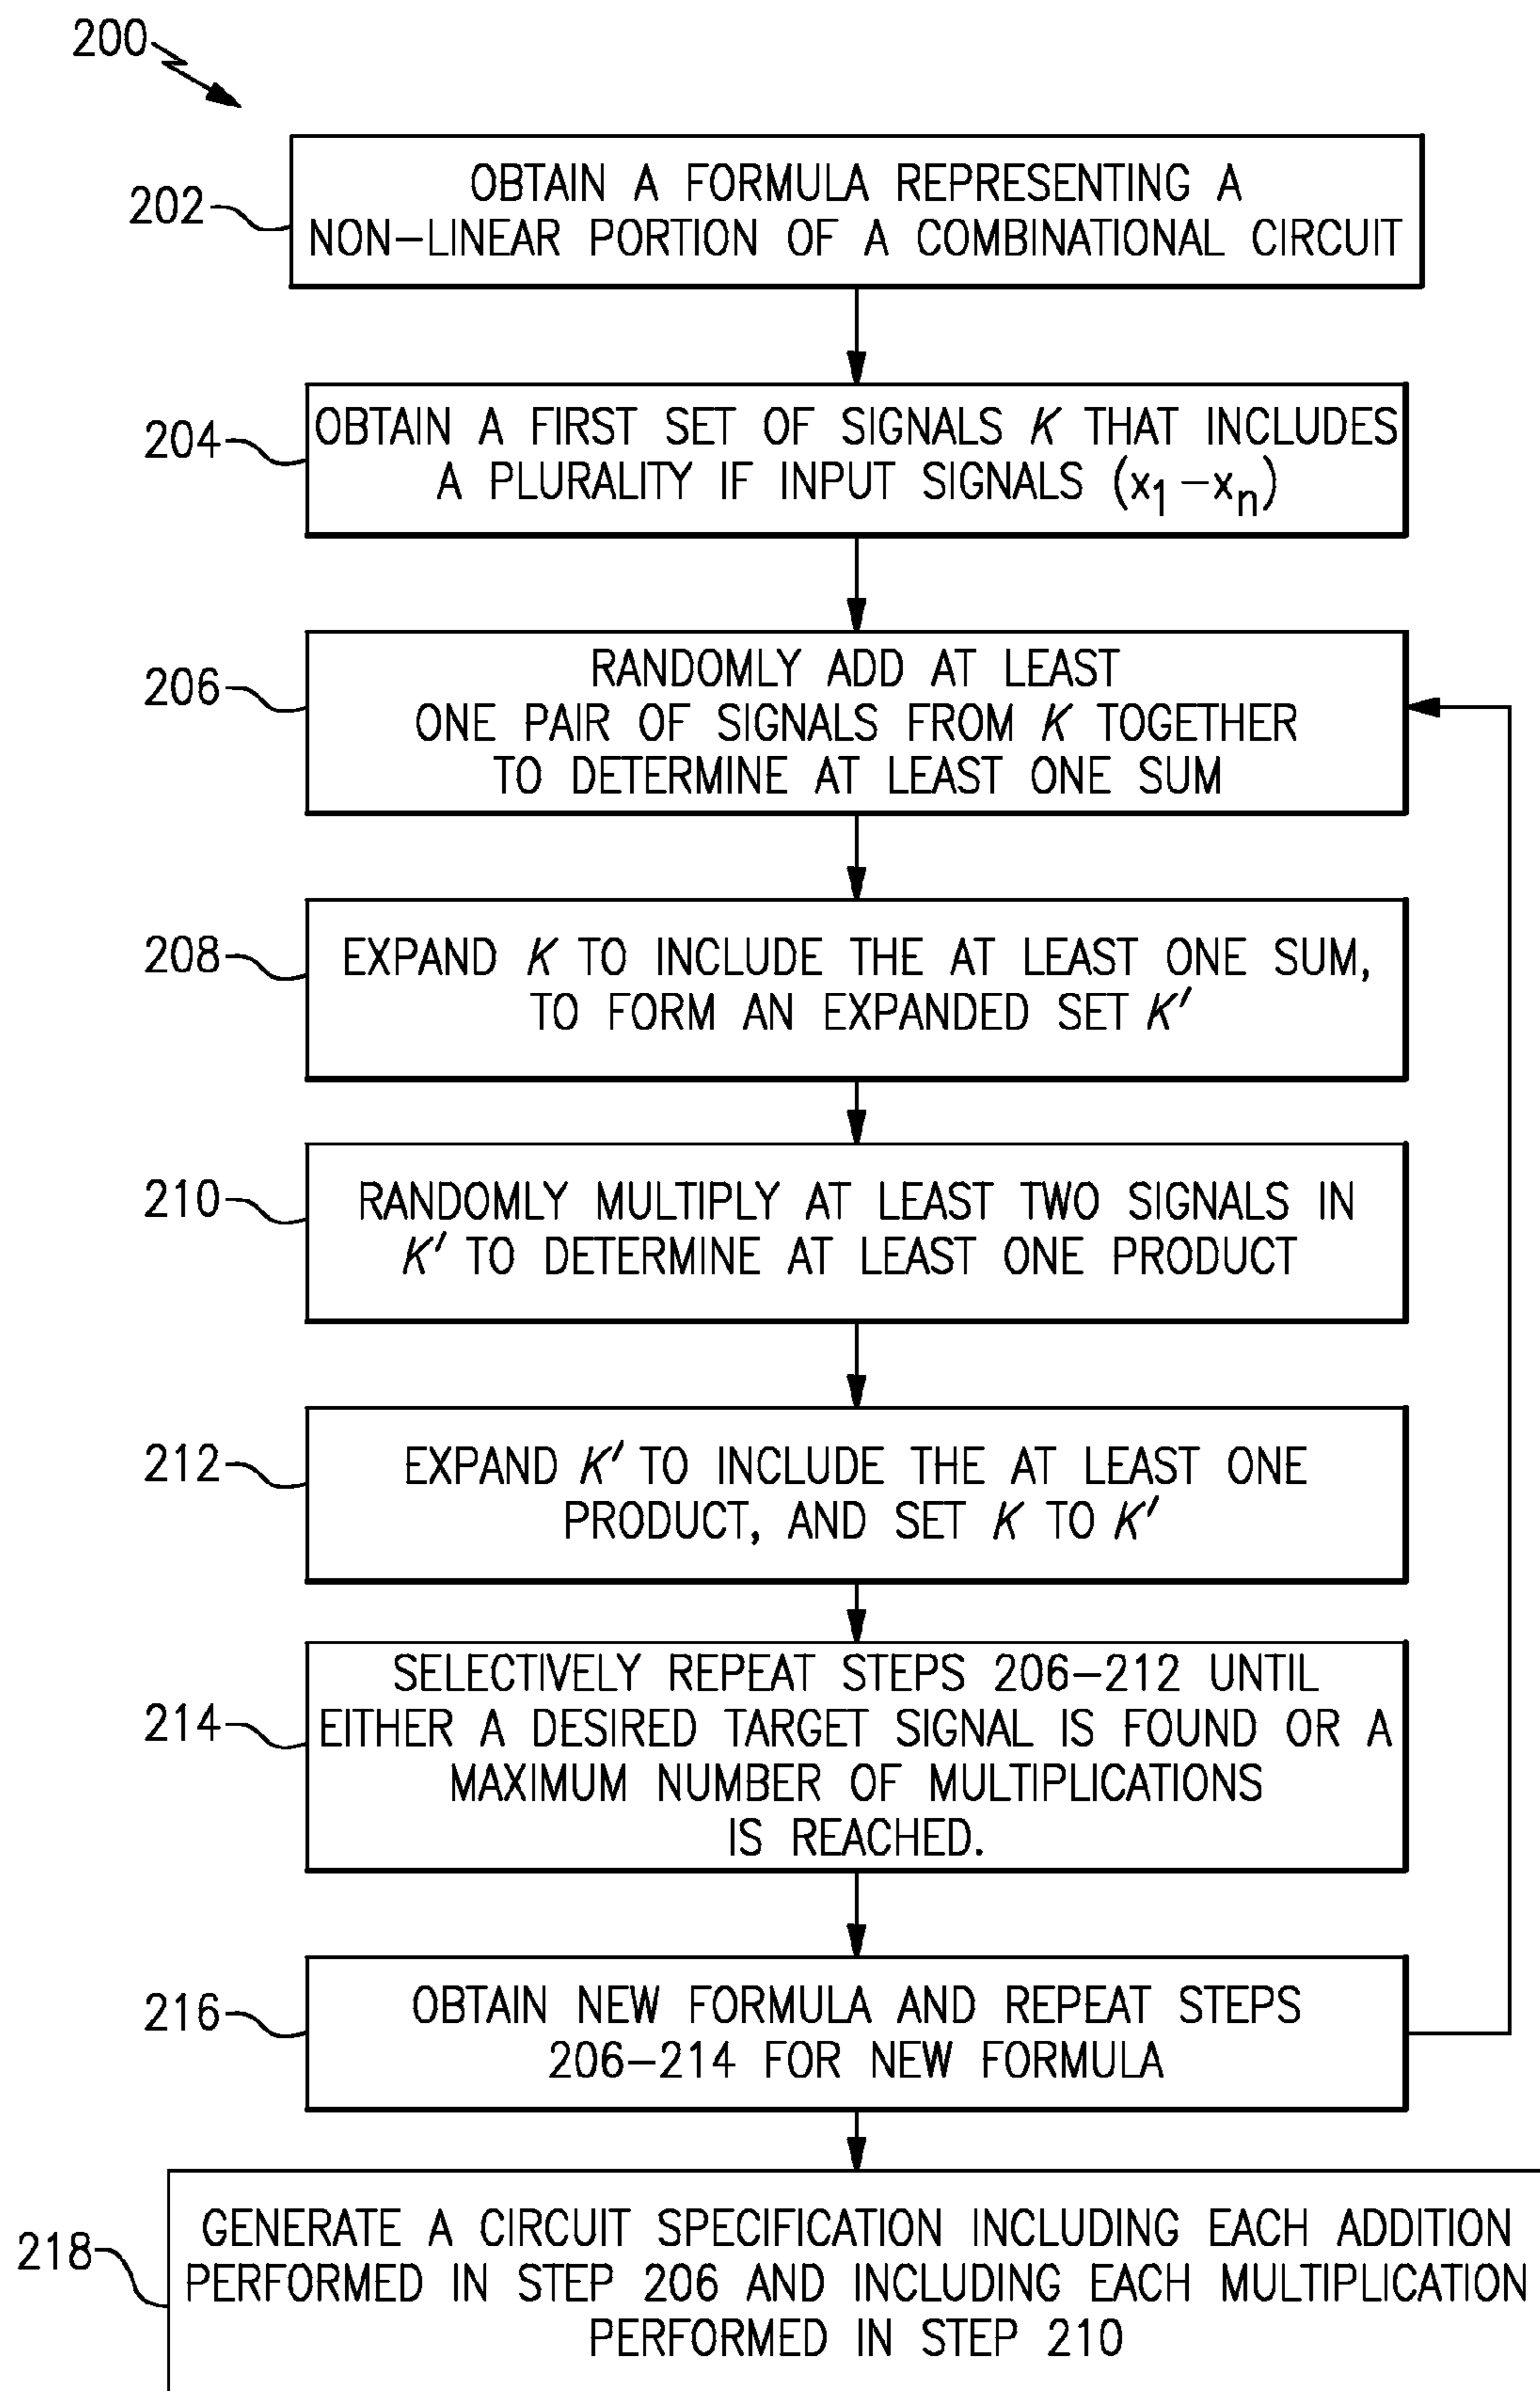 200
202
OBTAIN A FORMULA REPRESENTING A
NON-LINEAR PORTION OF A COMBINATIONAL CIRCUIT
204
OBTAIN A FIRST SET OF SIGNALS K THAT INCLUDES
A PLURALITY IF INPUT SIGNALS (x1-xn)
206
RANDOMLY ADD AT LEAST
ONE PAIR OF SIGNALS FROM K TOGETHER
TO DETERMINE AT LEAST ONE SUM
208
EXPAND K TO INCLUDE THE AT LEAST ONE SUM,
TO FORM AN EXPANDED SET K'
210
RANDOMLY MULTIPLY AT LEAST TWO SIGNALS IN
K' TO DETERMINE AT LEAST ONE PRODUCT
212
EXPAND K' TO INCLUDE THE AT LEAST ONE
PRODUCT, AND SET K TO K'
214
SELECTIVELY REPEAT STEPS 206-212 UNTIL
EITHER A DESIRED TARGET SIGNAL IS FOUND OR A
MAXIMUM NUMBER OF MULTIPLICATIONS
IS REACHED.
216
OBTAIN NEW FORMULA AND REPEAT STEPS
206-214 FOR NEW FORMULA
218
GENERATE A CIRCUIT SPECIFICATION INCLUDING EACH ADDITION
PERFORMED IN STEP 206 AND INCLUDING EACH MULTIPLICATION
PERFORMED IN STEP 210